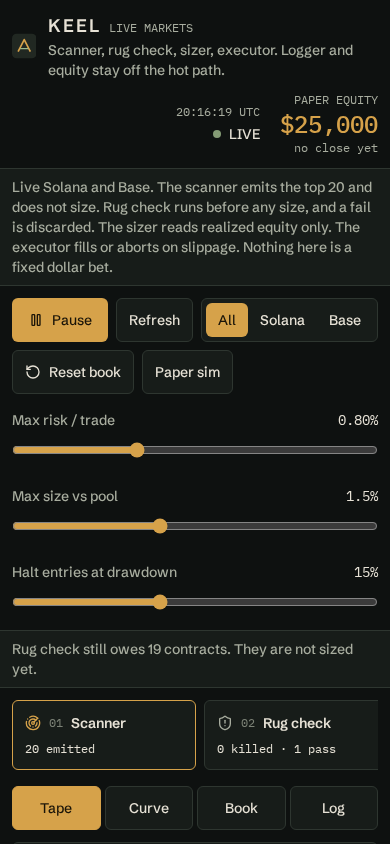 KEEL LIVE MARKETS
Scanner, rug check, sizer, executor. Logger and
equity stay off the hot path.
PAPER EQUITY
20:16:19 UTC
$25,000
LIVE
no close yet
Live Solana and Base. The scanner emits the top 20 and
does not size. Rug check runs before any size, and a fail
is discarded. The sizer reads realized equity only. The
executor fills or aborts on slippage. Nothing here is a
fixed dollar bet.
Pause Refresh All Solana Base
Reset book Paper sim
Max risk / trade 0.80%
Max size vs pool 1.5%
Halt entries at drawdown 15%
Rug check still owes 19 contracts. They are not sized
yet.
01 Scanner 02 Rug check
20 emitted 0 killed · 1 pass
Tape Curve Book Log